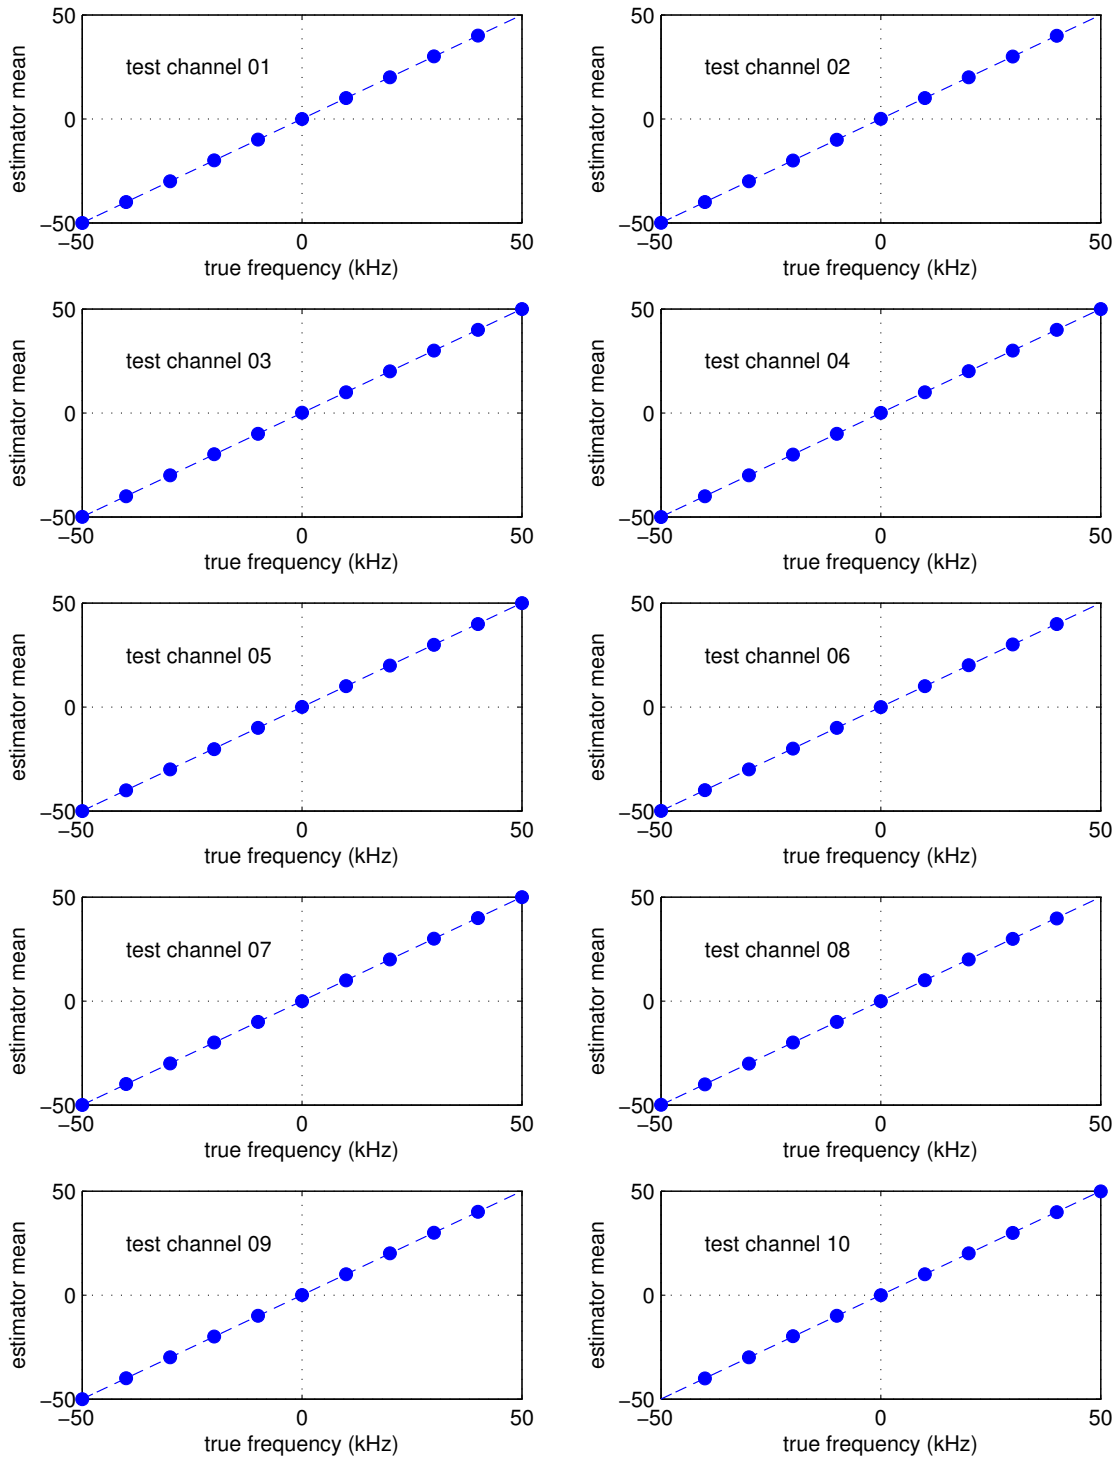 50
0
−50
estimator mean
test channel 01
−50
0
50
true frequency (kHz)
50
0
−50
estimator mean
test channel 02
−50
0
50
true frequency (kHz)
50
0
−50
estimator mean
test channel 03
−50
0
50
true frequency (kHz)
50
0
−50
estimator mean
test channel 04
−50
0
50
true frequency (kHz)
50
0
−50
estimator mean
test channel 05
−50
0
50
true frequency (kHz)
50
0
−50
estimator mean
test channel 06
−50
0
50
true frequency (kHz)
50
0
−50
estimator mean
test channel 07
−50
0
50
true frequency (kHz)
50
0
−50
estimator mean
test channel 08
−50
0
50
true frequency (kHz)
50
0
−50
estimator mean
test channel 09
−50
0
50
true frequency (kHz)
50
0
−50
estimator mean
test channel 10
−50
0
50
true frequency (kHz)